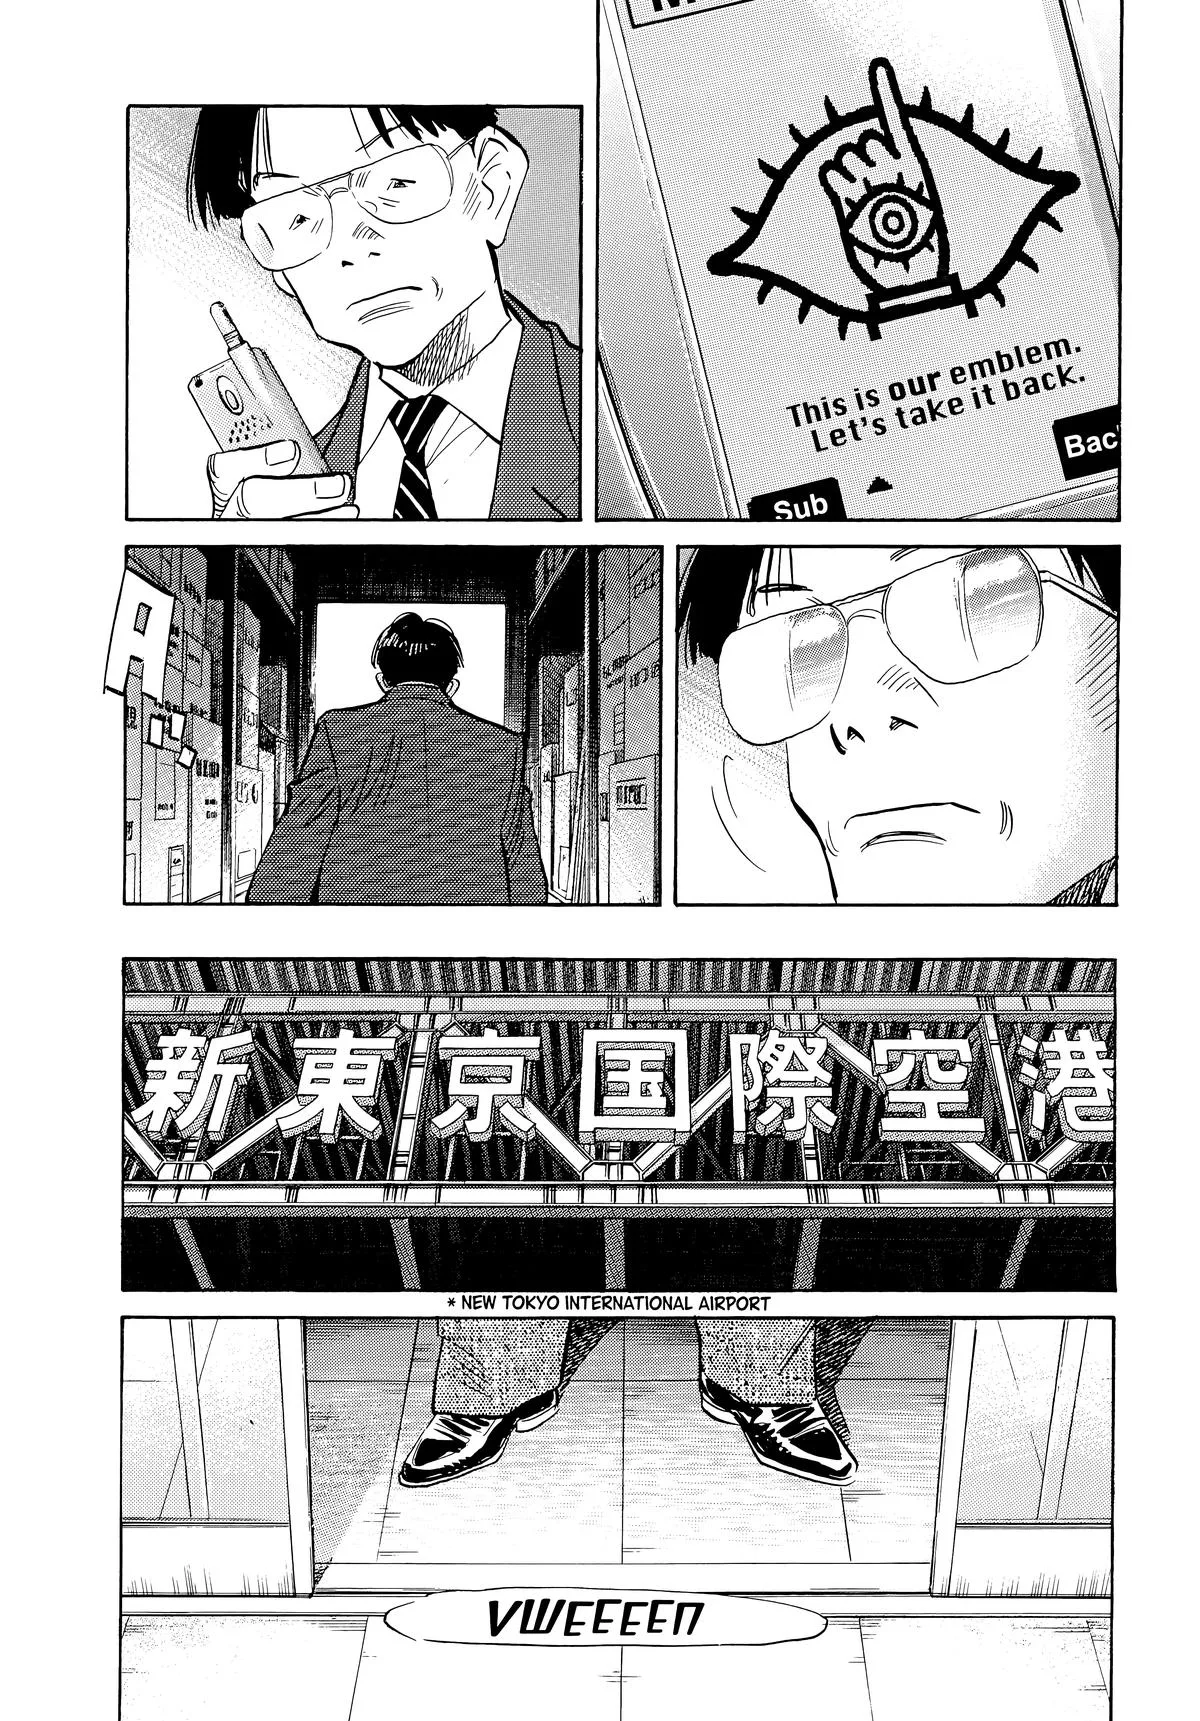 This is our emblem.
Let's take it back.
Back
Sub
新東京国際空港
* NEW TOKYO INTERNATIONAL AIRPORT
VWEEEEN